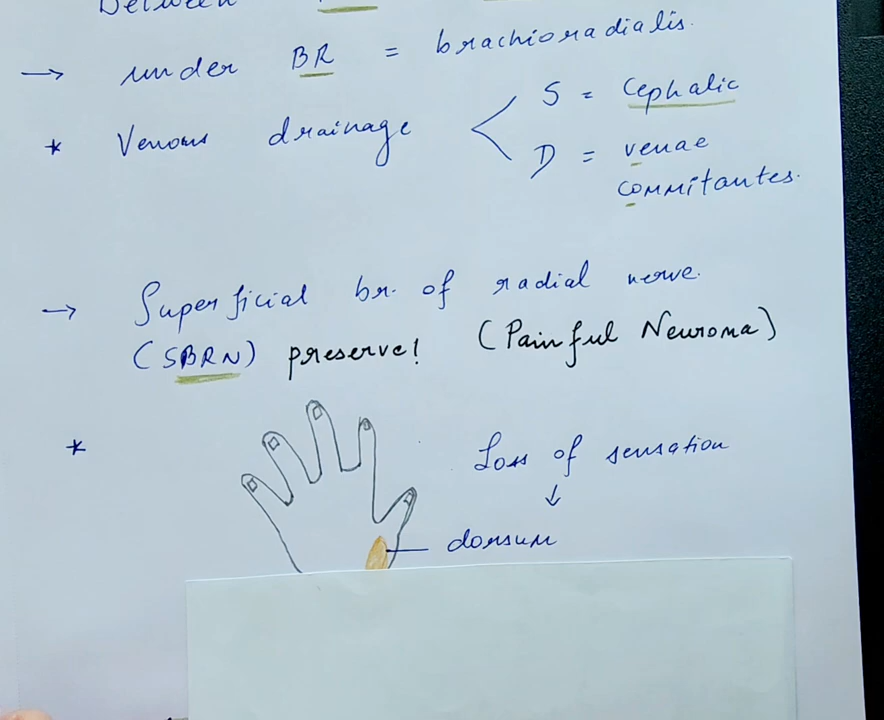 Between
→ under BR = brachioradialis.
* Venous drainage < S = Cephalic
D = venae
commitantes.
→ Superficial br. of radial nerve.
(SBRN) preserve! (Painful Neuroma)
* Loss of sensation
↓
dorsum